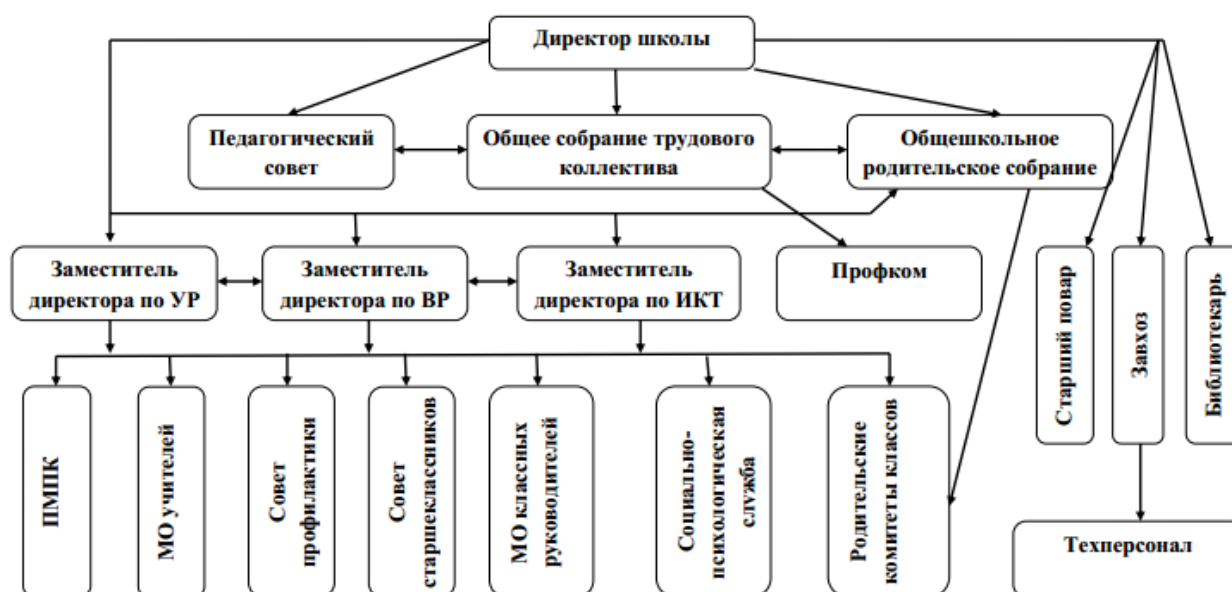 Директор школы
Педагогический
совет
Общее собрание трудового
коллектива
Общешкольное
родительское собрание
Заместитель
директора по УР
Заместитель
директора по ВР
Заместитель
директора по ИКТ
Профком
Старший повар
Завхоз
Библиотекарь
ПМПК
МО учителей
Совет
профилактики
Совет
старшеклассников
МО классных
руководителей
Социально-
психологическая
служба
Родительские
комитеты классов
Техперсонал